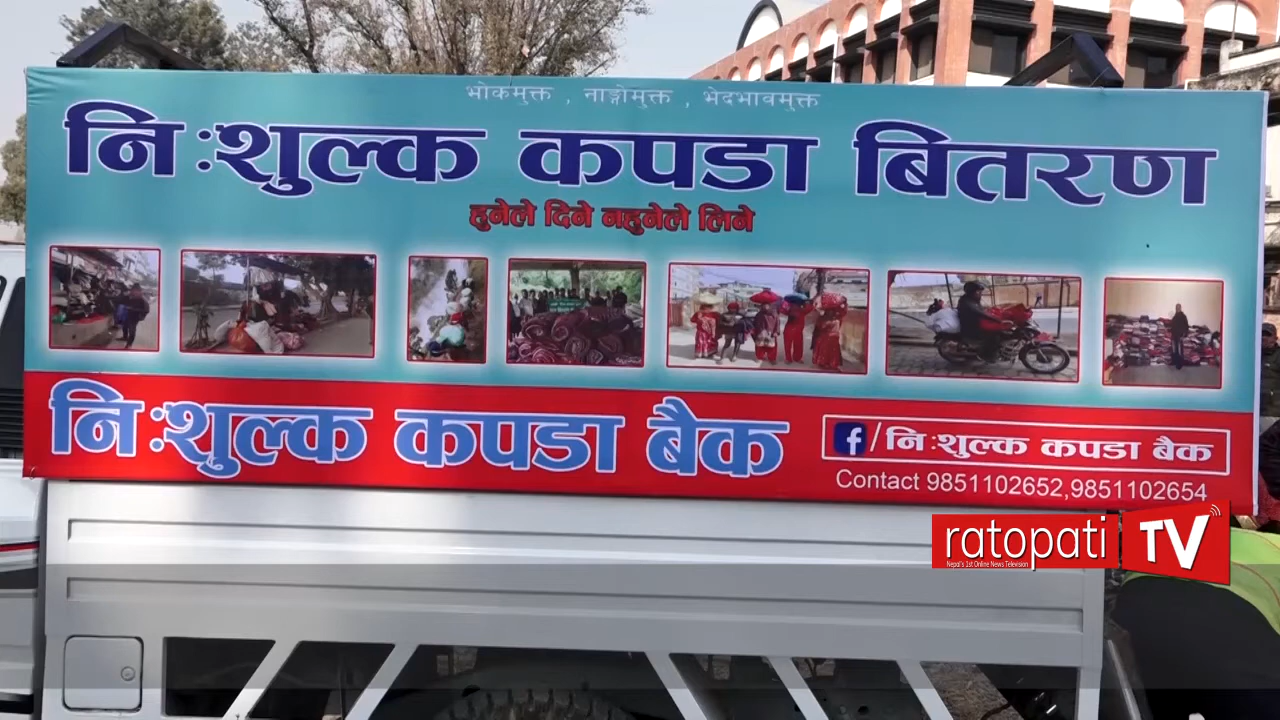 भोकमुक्त , नाङ्गोमुक्त , भेदभावमुक्त
निःशुल्क कपडा बितरण
हुनेले दिने नहुनेले लिने
निःशुल्क कपडा बैक
f/निःशुल्क कपडा बैक
Contact 9851102652,9851102654
ratopati TV
Nepal's 1st Online News Television